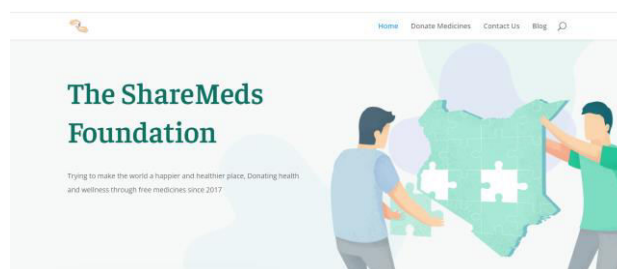 Home Donate Medicines Contact Us Blog
The ShareMeds
Foundation
Trying to make the world a happier and healthier place, Donating health
and wellness through free medicines since 2017